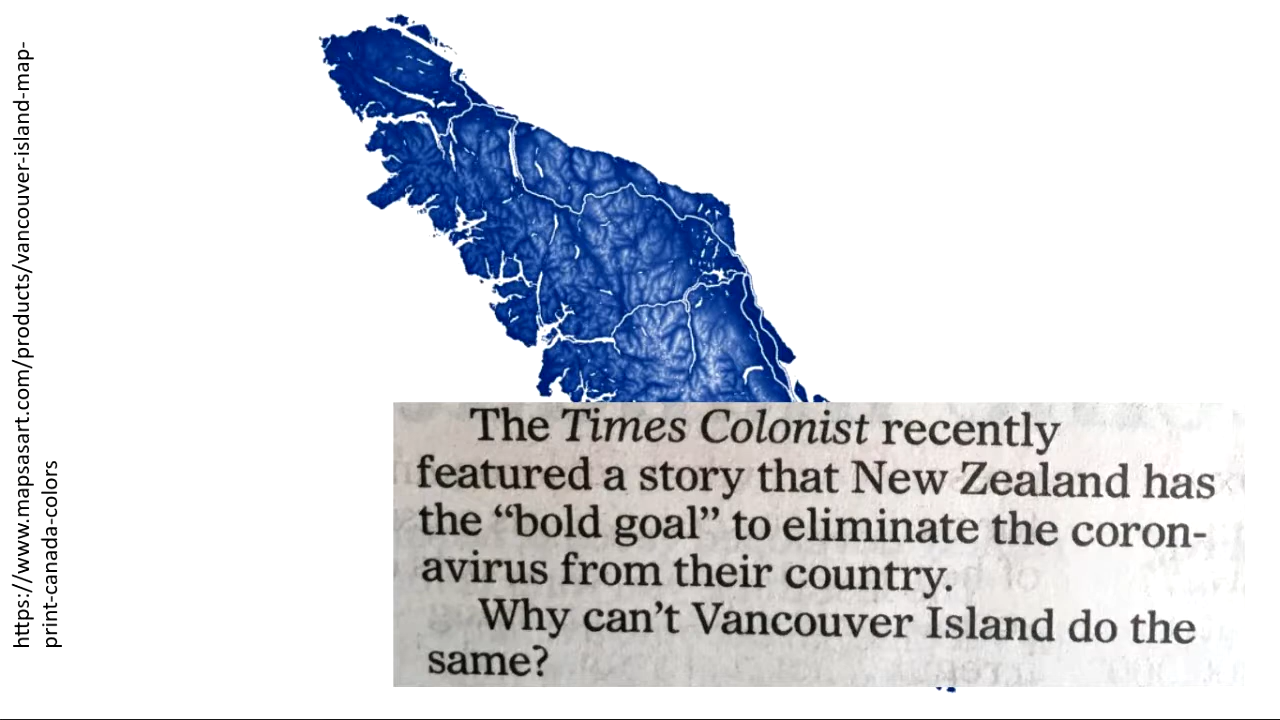 https://www.mapsasart.com/products/vancouver-island-map-
print-canada-colors
The Times Colonist recently
featured a story that New Zealand has
the “bold goal” to eliminate the coron-
avirus from their country.
Why can’t Vancouver Island do the
same?